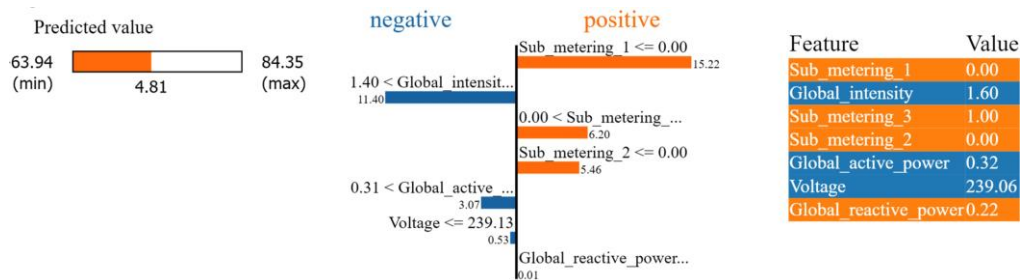 Predicted value
63.94
(min)
4.81
84.35
(max)
negative
positive
Sub_metering_1 <= 0.00
15.22
1.40 < Global_intensit...
11.40
0.00 < Sub_metering_...
6.20
Sub_metering_2 <= 0.00
5.46
0.31 < Global_active_...
3.07
Voltage <= 239.13
0.53
Global_reactive_power...
0.01
Feature Value
Sub_metering_1 0.00
Global_intensity 1.60
Sub_metering_3 1.00
Sub_metering_2 0.00
Global_active_power 0.32
Voltage 239.06
Global_reactive_power 0.22